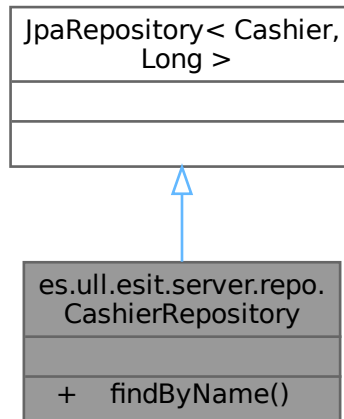 JpaRepository< Cashier,
Long >
es.ull.esit.server.repo.
CashierRepository
+ findByName()